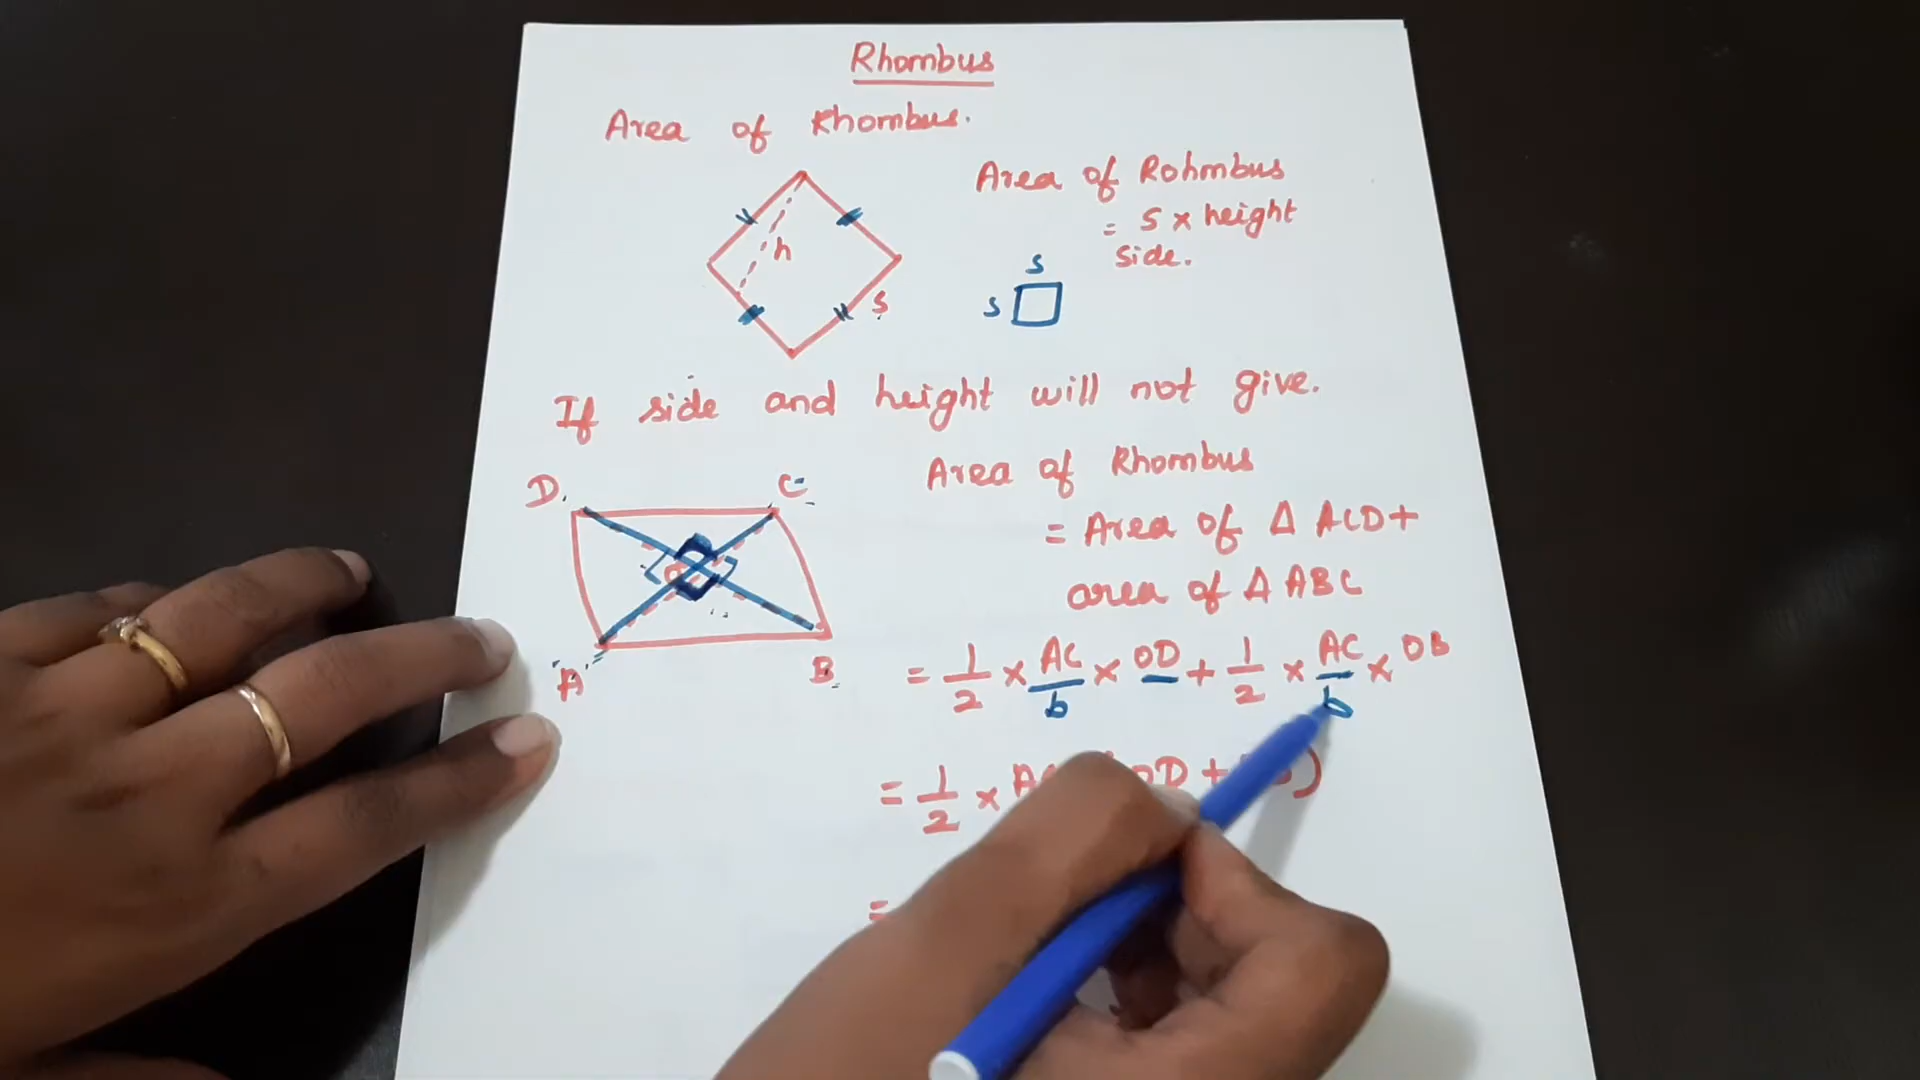 Rhombus
Area of Rhombus.
Area of Rohmbus
= S × height
side.
h
S
S
S
If side and height will not give.
D
C
A
B
Area of Rhombus
= Area of Δ ACD +
area of Δ ABC
= 1/2 × AC × OD + 1/2 × AC × OB
b b
= 1/2 × OD + )
=